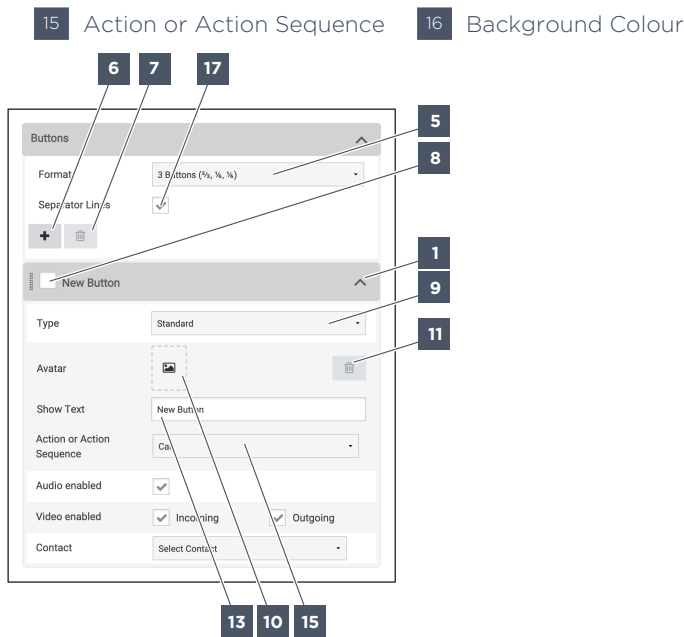 15 Action or Action Sequence 16 Background Colour
6 7 17
Buttons
5
Format 3 Buttons (⅔, ⅙, ⅙)
8
Separator Lines
1
New Button
9
Type Standard
11
Avatar
Show Text New Button
Action or Action
Sequence
Audio enabled
Video enabled Incoming Outgoing
Contact Select Contact
13 10 15